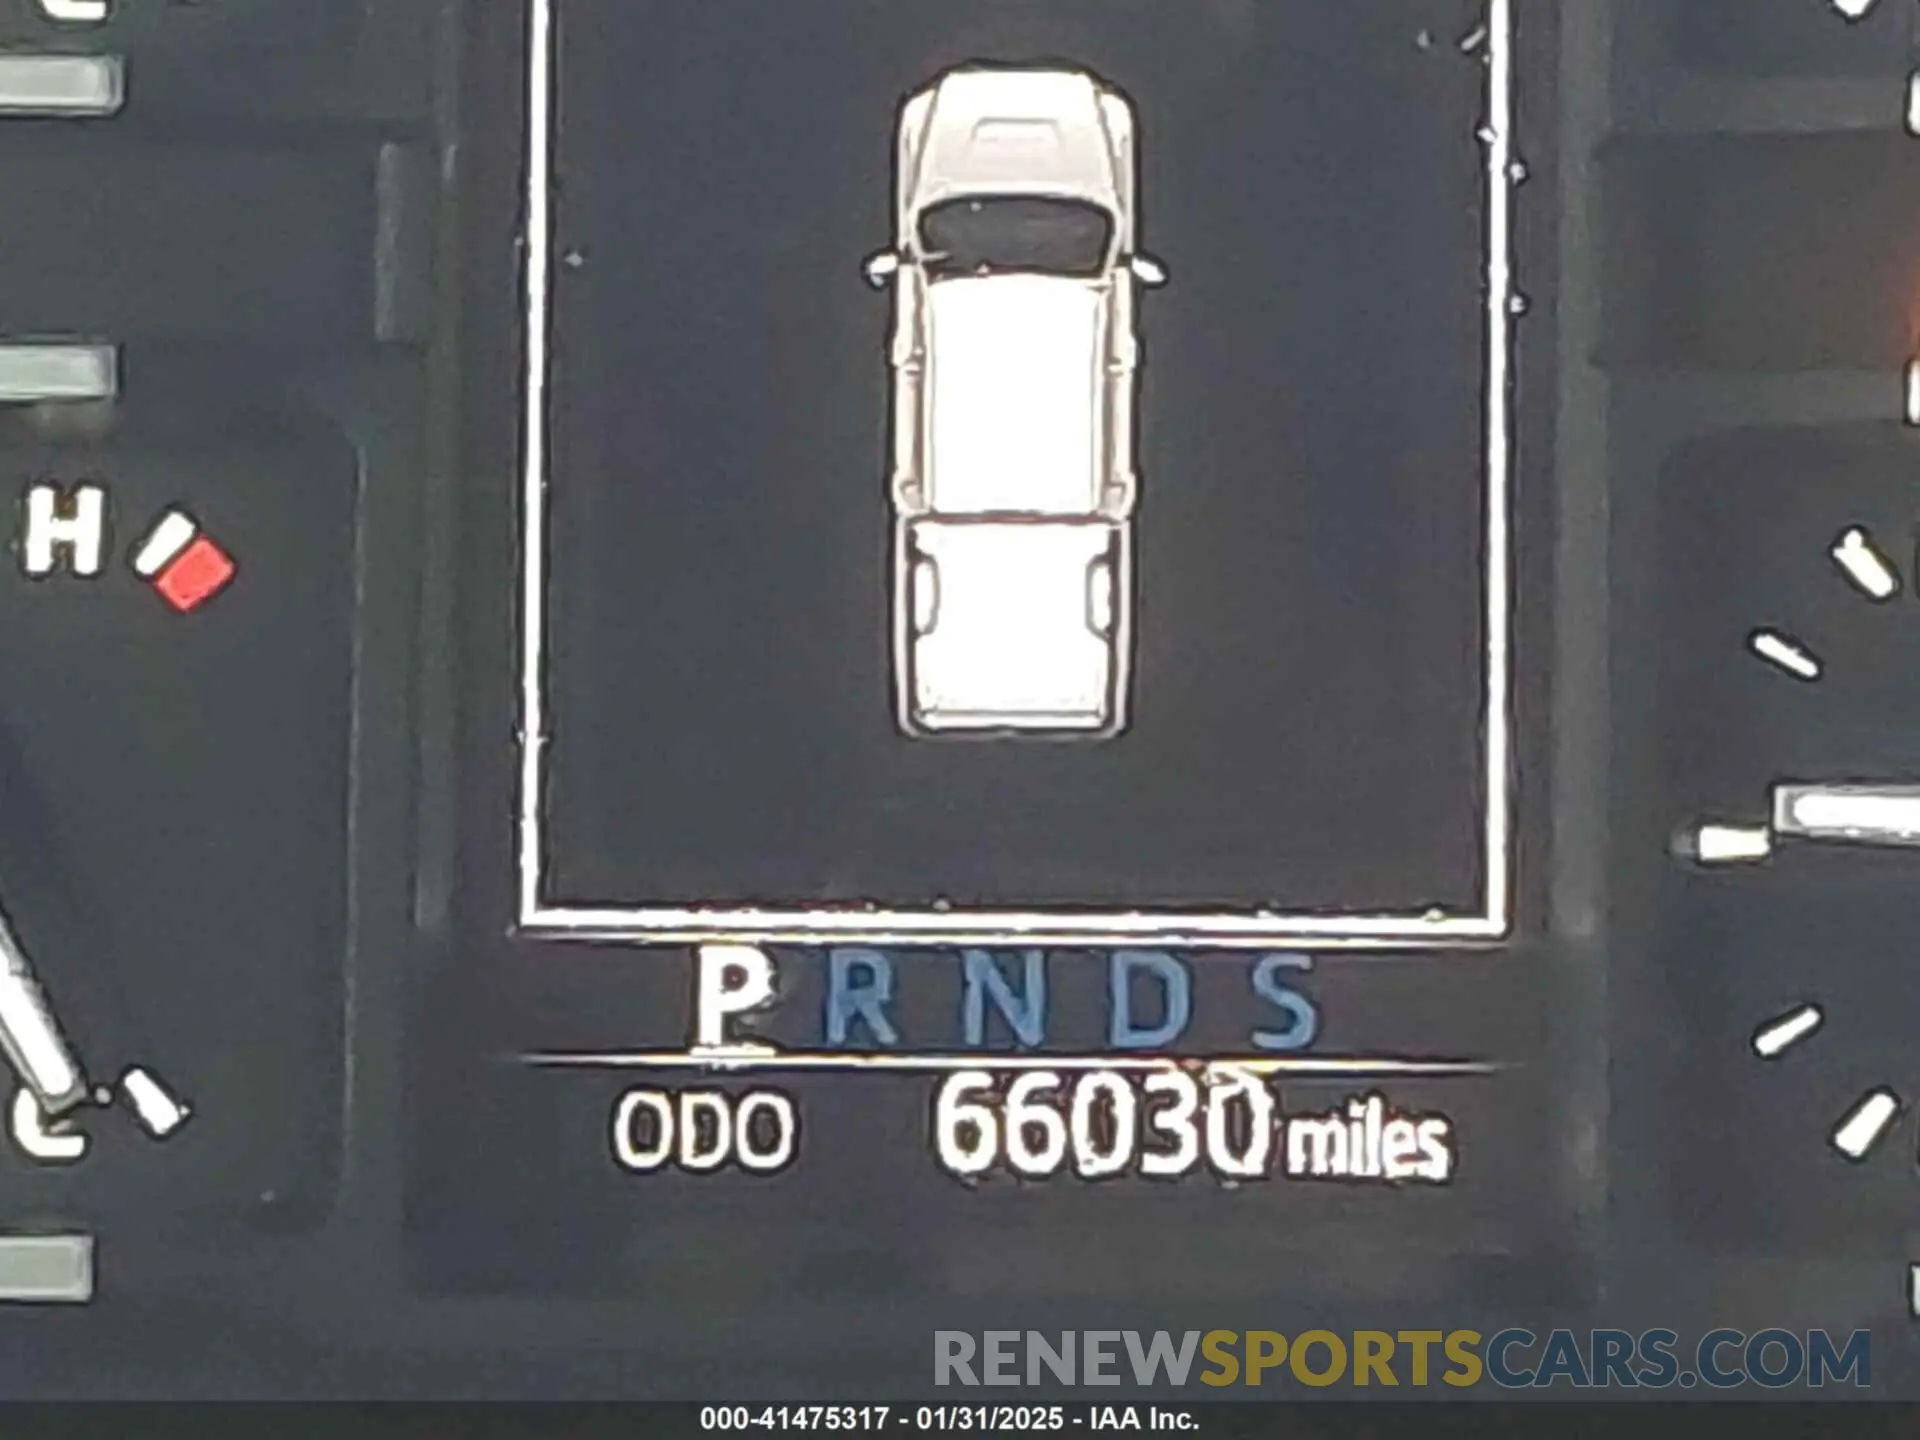 H
P R N D S
C
ODO 66030 miles
RENEWSPORTSCARS.COM
000-41475317 - 01/31/2025 - IAA Inc.